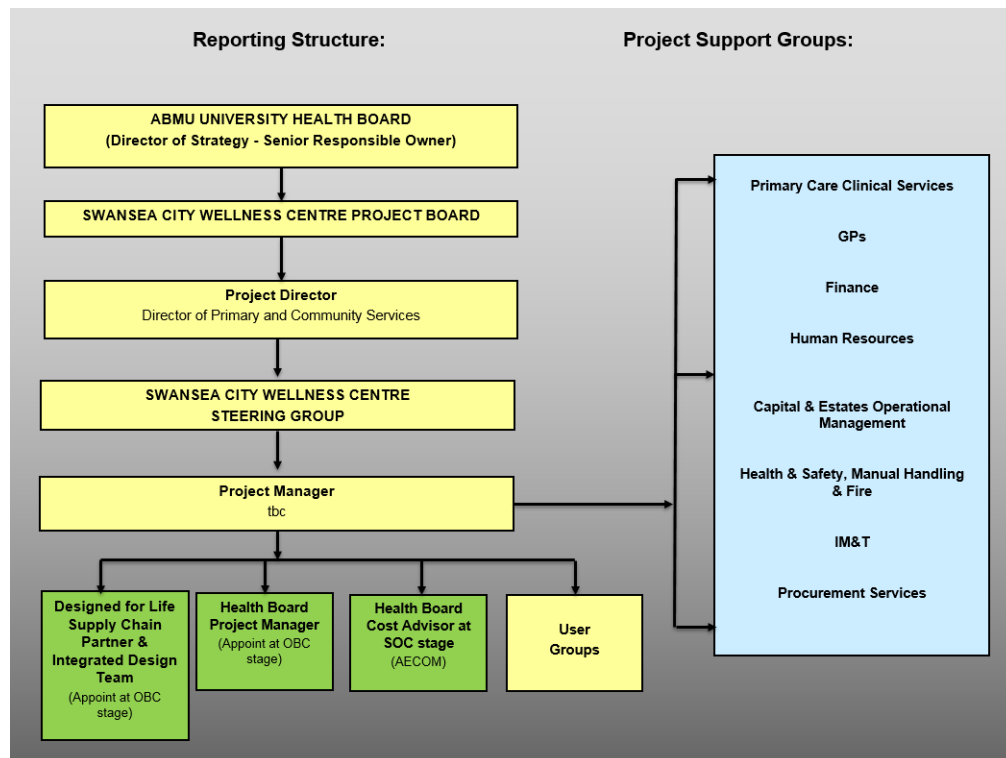 Reporting Structure:
Project Support Groups:
ABMU UNIVERSITY HEALTH BOARD
(Director of Strategy - Senior Responsible Owner)
SWANSEA CITY WELLNESS CENTRE PROJECT BOARD
Project Director
Director of Primary and Community Services
SWANSEA CITY WELLNESS CENTRE
STEERING GROUP
Project Manager
tbc
Designed for Life
Supply Chain
Partner &
Integrated Design
Team
(Appoint at OBC
stage)
Health Board
Project Manager
(Appoint at OBC
stage)
Health Board
Cost Advisor at
SOC stage
(AECOM)
User
Groups
Primary Care Clinical Services
GPs
Finance
Human Resources
Capital & Estates Operational
Management
Health & Safety, Manual Handling
& Fire
IM&T
Procurement Services